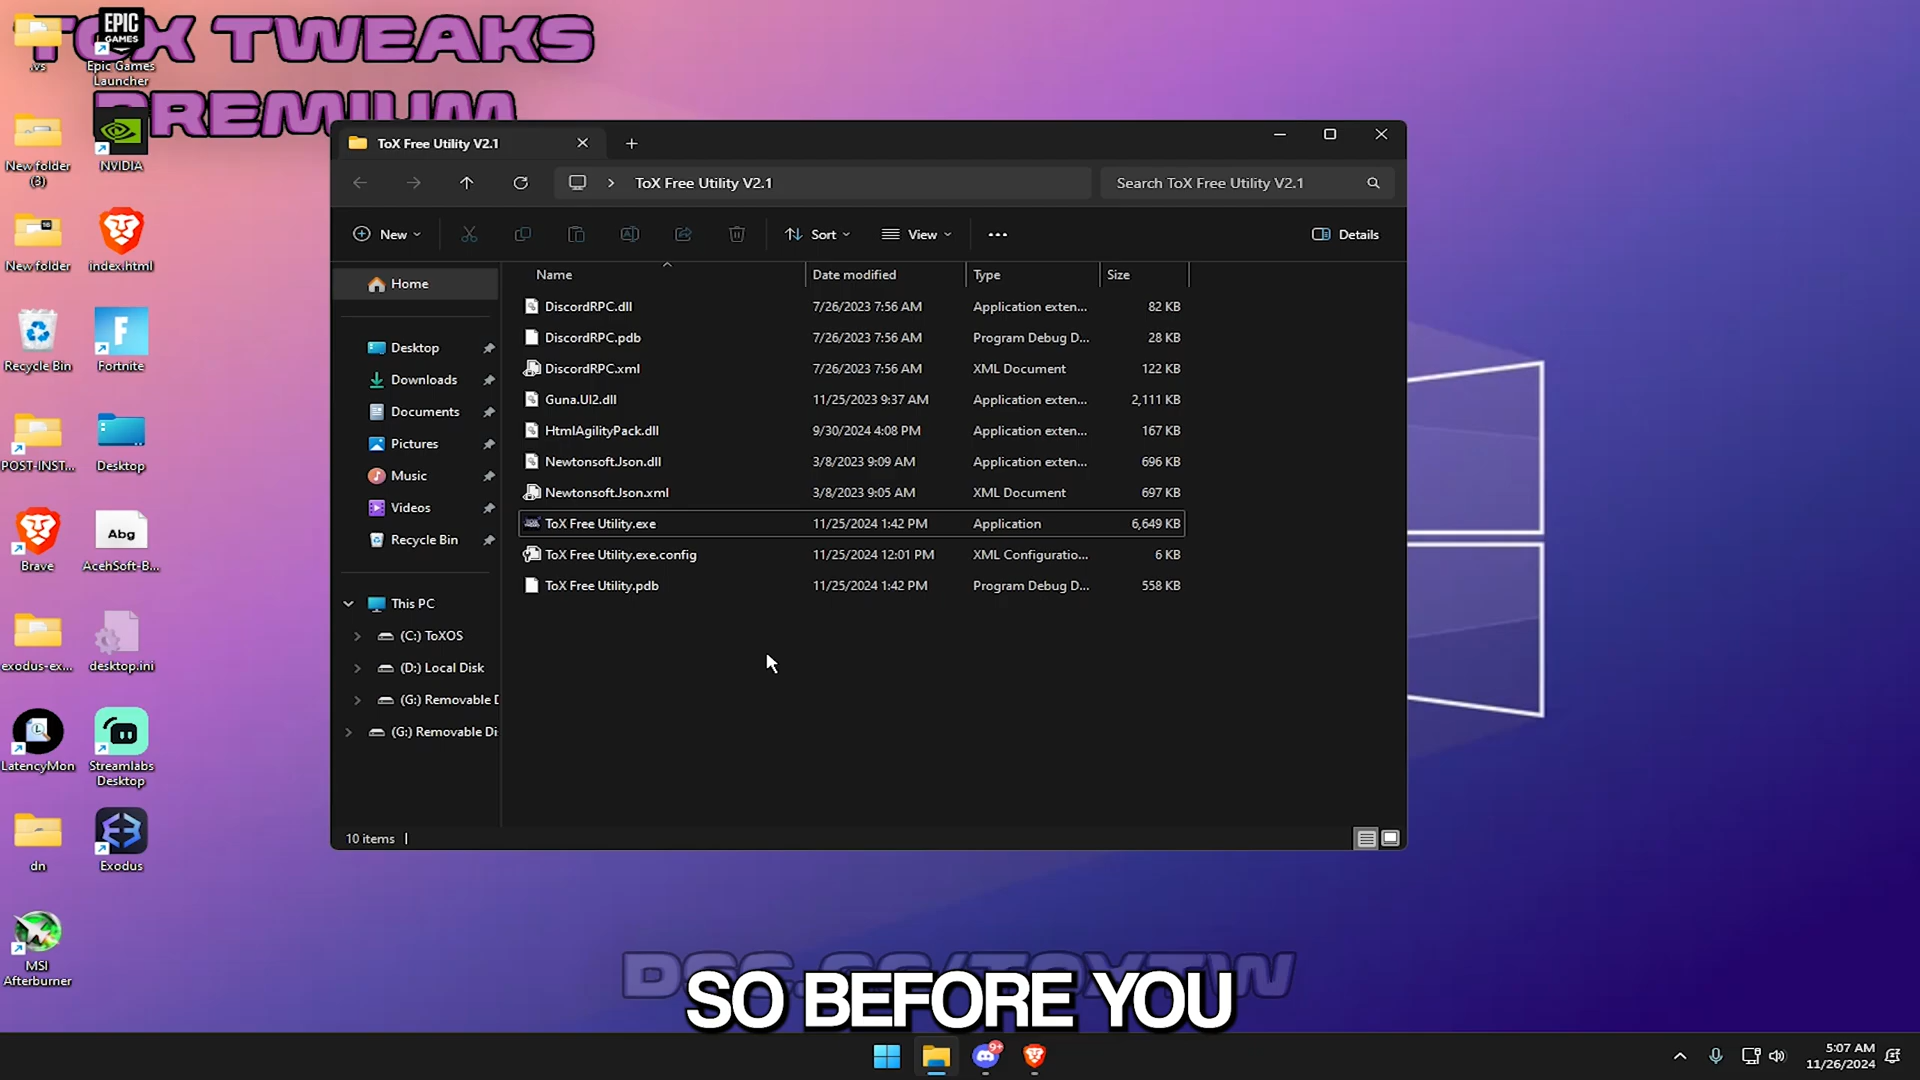 TOX TWEAKS
PREMIUM
.vs
Epic Games
Launcher
New folder
(3)
NVIDIA
New folder
index.html
Recycle Bin
Fortnite
POST-INST...
Desktop
Brave
Abg
AcehSoft-B...
exodus-ex...
desktop.ini
LatencyMon
Streamlabs
Desktop
dn
Exodus
MSI
Afterburner
ToX Free Utility V2.1
ToX Free Utility V2.1
Search ToX Free Utility V2.1
New
Sort
View
Details
Home
Desktop
Downloads
Documents
Pictures
Music
Videos
Recycle Bin
This PC
(C:) ToXOS
(D:) Local Disk
(G:) Removable D
(G:) Removable Di
Name Date modified Type Size
DiscordRPC.dll 7/26/2023 7:56 AM Application exten... 82 KB
DiscordRPC.pdb 7/26/2023 7:56 AM Program Debug D... 28 KB
DiscordRPC.xml 7/26/2023 7:56 AM XML Document 122 KB
Guna.UI2.dll 11/25/2023 9:37 AM Application exten... 2,111 KB
HtmlAgilityPack.dll 9/30/2024 4:08 PM Application exten... 167 KB
Newtonsoft.Json.dll 3/8/2023 9:09 AM Application exten... 696 KB
Newtonsoft.Json.xml 3/8/2023 9:05 AM XML Document 697 KB
ToX Free Utility.exe 11/25/2024 1:42 PM Application 6,649 KB
ToX Free Utility.exe.config 11/25/2024 12:01 PM XML Configuratio... 6 KB
ToX Free Utility.pdb 11/25/2024 1:42 PM Program Debug D... 558 KB
10 items
DSC.GG/TOXTW
SO BEFORE YOU
9+
5:07 AM
11/26/2024